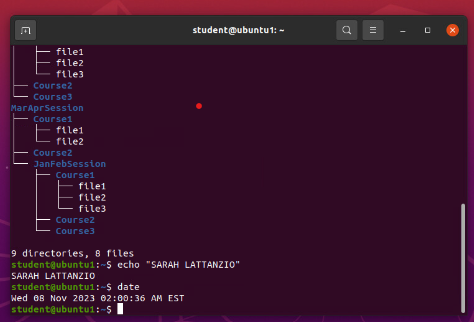 student@ubuntu1: ~
│   ├── file1
│   ├── file2
│   └── file3
├── Course2
└── Course3
MarAprSession
├── Course1
│   ├── file1
│   └── file2
├── Course2
└── JanFebSession
    ├── Course1
    │   ├── file1
    │   ├── file2
    │   └── file3
    ├── Course2
    └── Course3
9 directories, 8 files
student@ubuntu1:~$ echo "SARAH LATTANZIO"
SARAH LATTANZIO
student@ubuntu1:~$ date
Wed 08 Nov 2023 02:00:36 AM EST
student@ubuntu1:~$